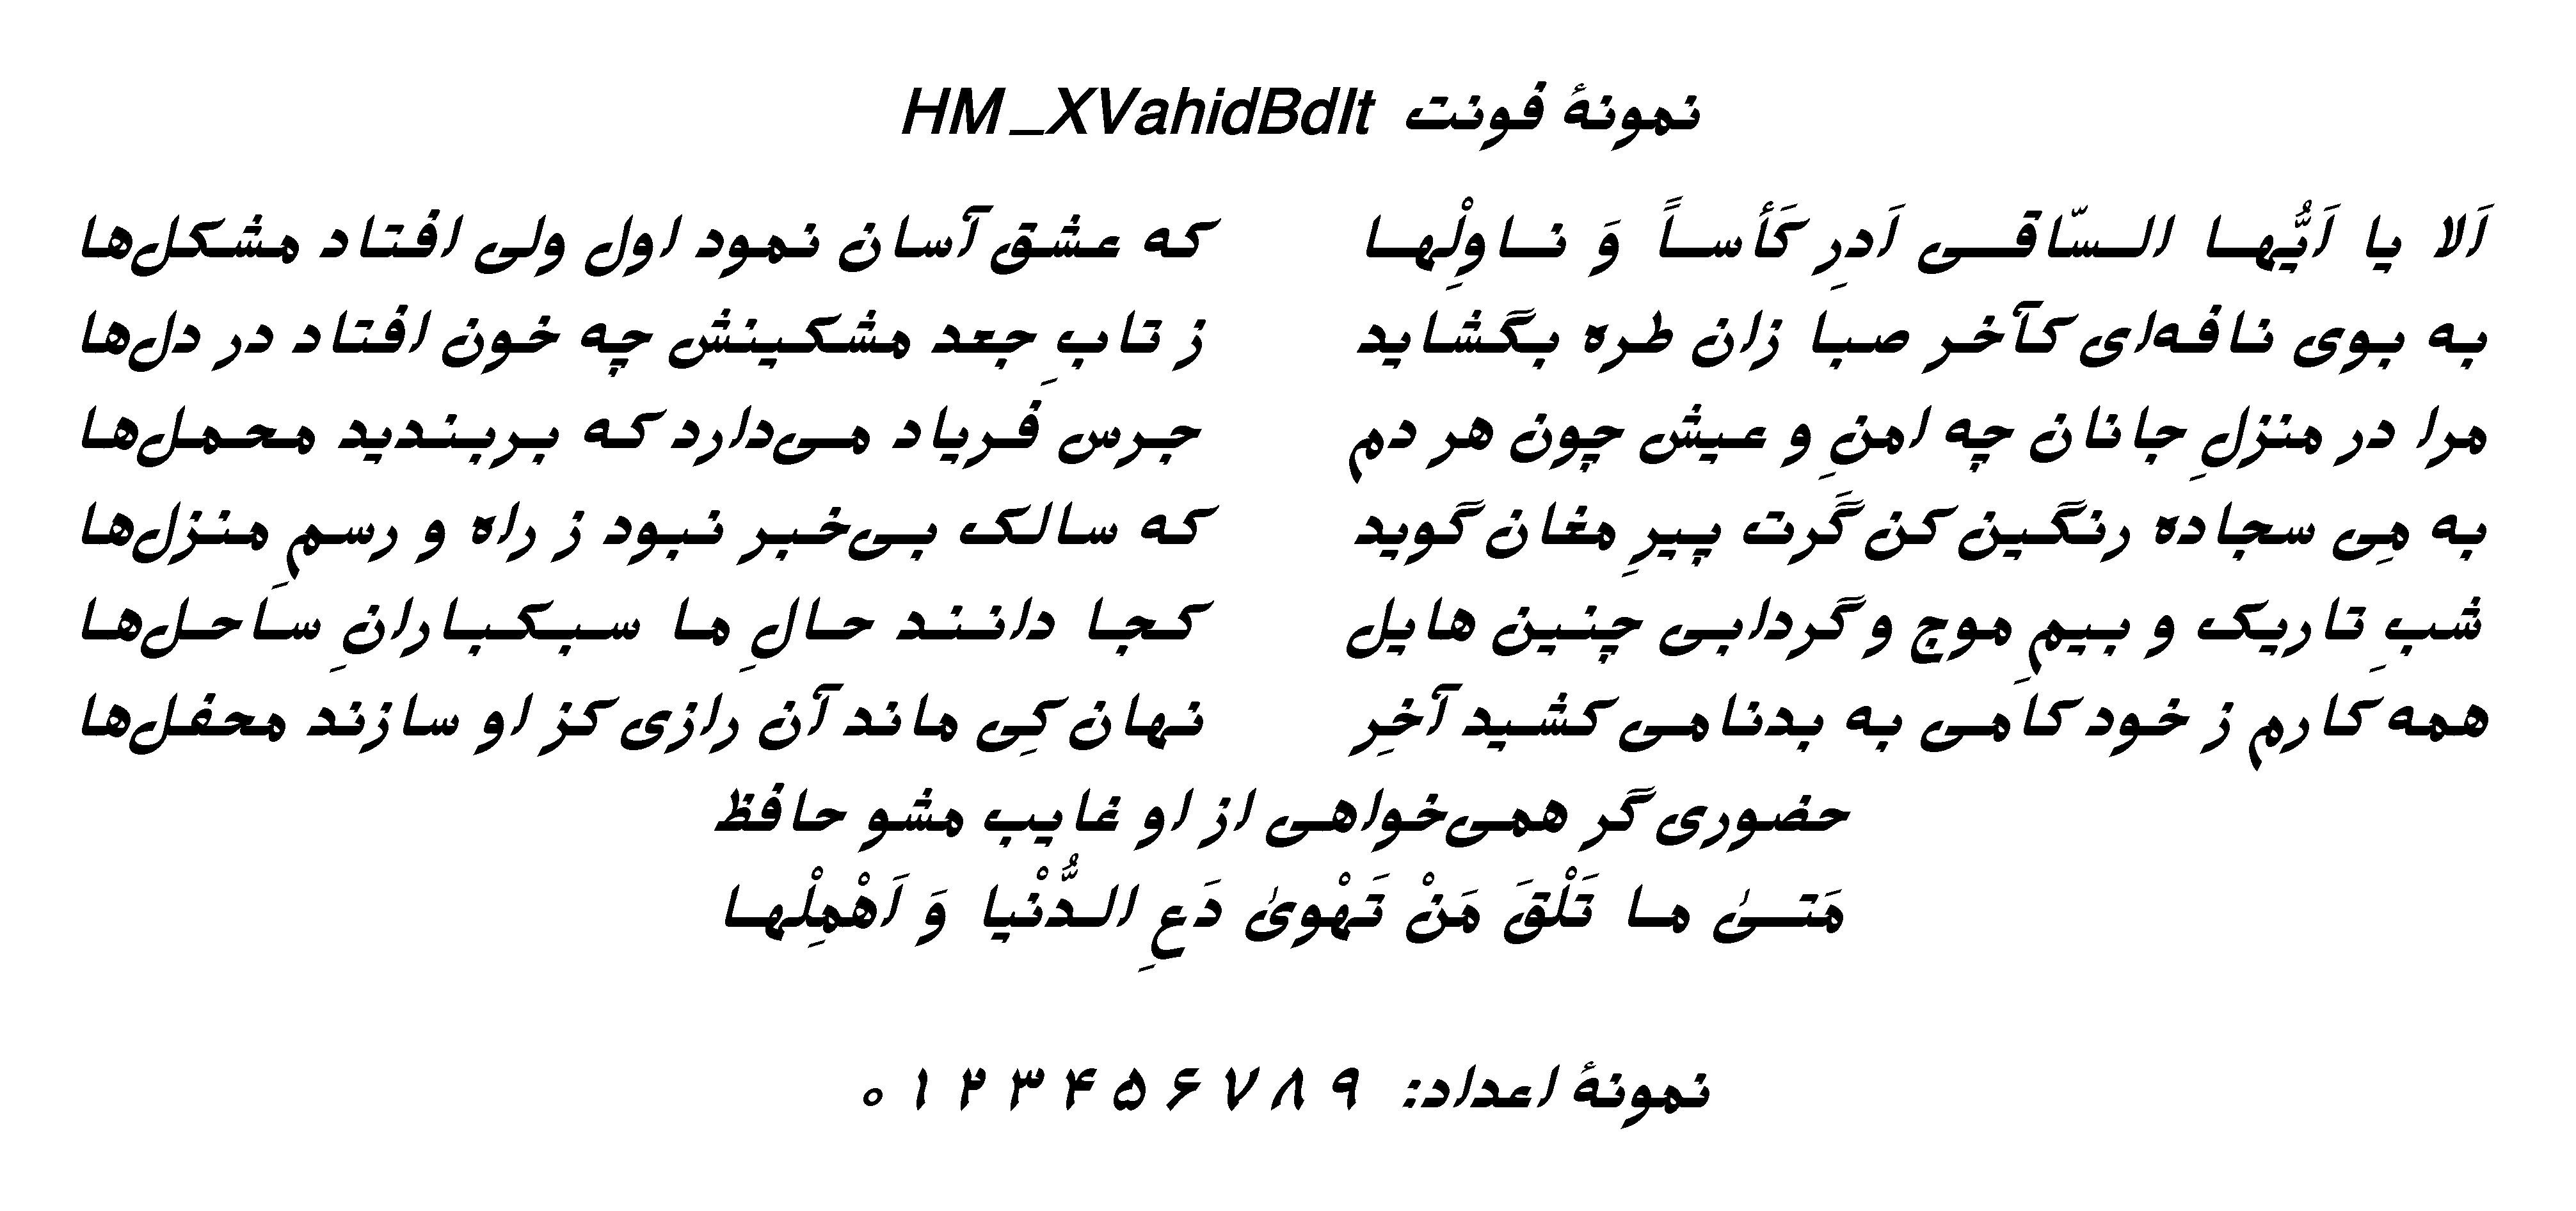 نمونهٔ فونت HM_XVahidBdIt
اَلا یا اَیُّها السّاقی اَدرِ کَأساً وَ ناوِلْها که عشق آسان نمود اول ولی افتاد مشکل‌ها
به بوی نافه‌ای کآخر صبا زان طره بگشاید ز تابِ جعد مشکینش چه خون افتاد در دل‌ها
مرا در منزلِ جانان چه امنِ و عیش چون هر دم جرس فَریاد می‌دارد که بربندید محمل‌ها
به مِی سجاده رنگین کن گَرت پیرِ مغان گوید که سالک بی‌خبر نبود ز راه و رسمِ منزل‌ها
شبِ تاریک و بیمِ موج و گردابی چنین هایل کجا دانند حالِ ما سبکبارانِ ساحل‌ها
همه کارم ز خود کامی به بدنامی کشید آخِر نهان کِی ماند آن رازی کز او سازند محفل‌ها
حضوری گر همی‌خواهی از او غایب مشو حافظ
مَتیٰ ما تَلْقَ مَنْ تَهْویٰ دَعِ الدُّنْیا وَ اَهْمِلْها
نمونهٔ اعداد: ۹ ۸ ۷ ۶ ۵ ۴ ۳ ۲ ۱ ۰